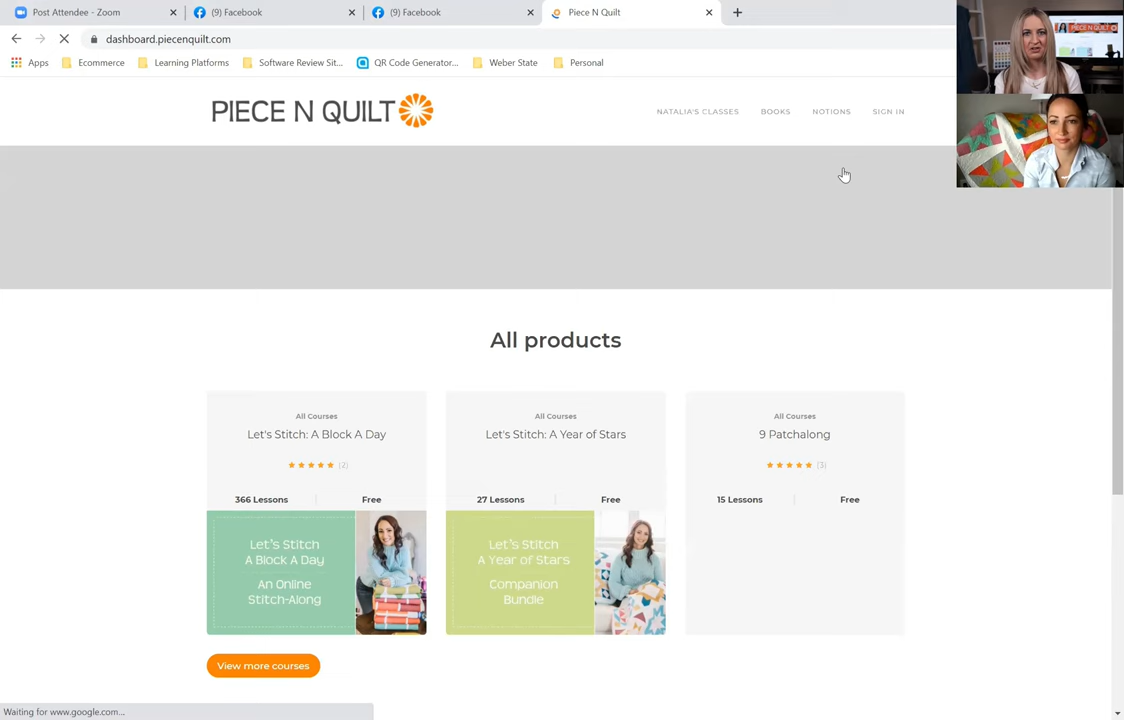 Post Attendee - Zoom
(9) Facebook
(9) Facebook
Piece N Quilt
dashboard.piecenquilt.com
Apps
Ecommerce
Learning Platforms
Software Review Sit...
QR Code Generator...
Weber State
Personal
PIECE N QUILT
NATALIA'S CLASSES
BOOKS
NOTIONS
SIGN IN
All products
All Courses
Let's Stitch: A Block A Day
(2)
366 Lessons
Free
Let's Stitch
A Block A Day
An Online
Stitch-Along
All Courses
Let's Stitch: A Year of Stars
27 Lessons
Free
Let's Stitch
A Year of Stars
Companion
Bundle
All Courses
9 Patchalong
(3)
15 Lessons
Free
View more courses
Waiting for www.google.com...
PIECE N QUILT